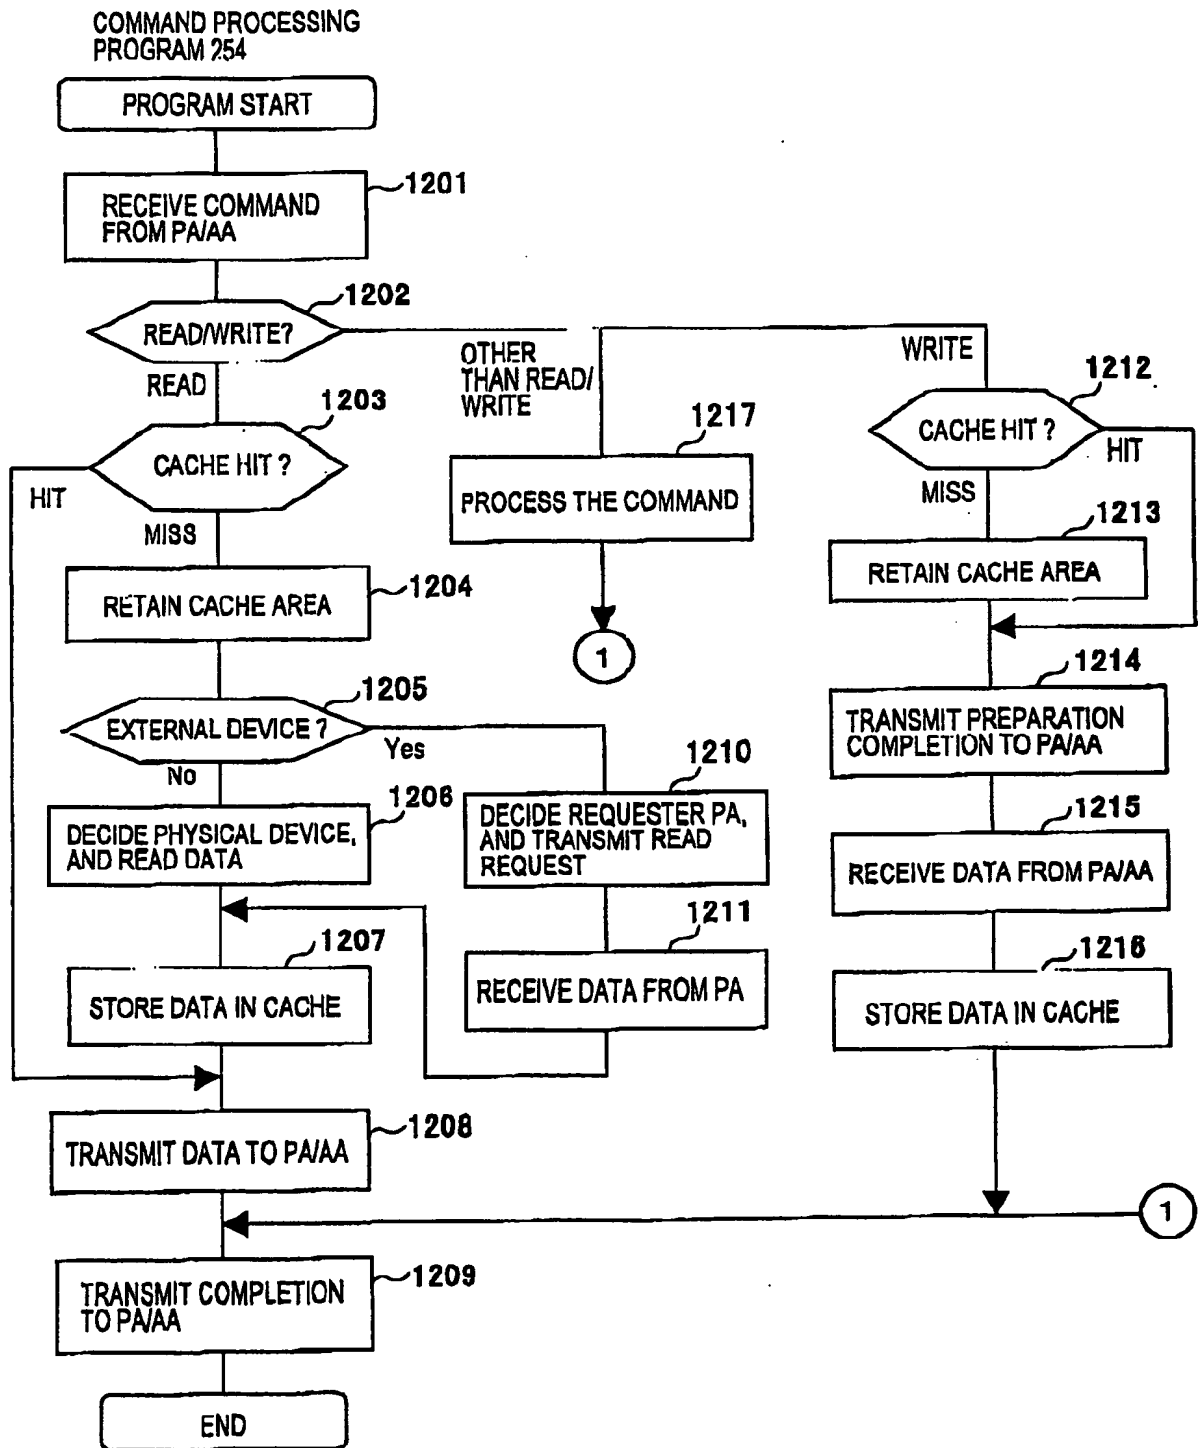 COMMAND PROCESSING
PROGRAM 254
PROGRAM START
1201
RECEIVE COMMAND
FROM PA/AA
1202
READ/WRITE?
READ
OTHER
THAN READ/
WRITE
WRITE
1203
CACHE HIT ?
HIT
MISS
1217
PROCESS THE COMMAND
1
1212
CACHE HIT ?
HIT
MISS
1213
RETAIN CACHE AREA
1204
RETAIN CACHE AREA
1205
EXTERNAL DEVICE ?
Yes
No
1206
DECIDE PHYSICAL DEVICE,
AND READ DATA
1210
DECIDE REQUESTER PA,
AND TRANSMIT READ
REQUEST
1211
RECEIVE DATA FROM PA
1214
TRANSMIT PREPARATION
COMPLETION TO PA/AA
1215
RECEIVE DATA FROM PA/AA
1216
STORE DATA IN CACHE
1207
STORE DATA IN CACHE
1208
TRANSMIT DATA TO PA/AA
1
1209
TRANSMIT COMPLETION
TO PA/AA
END